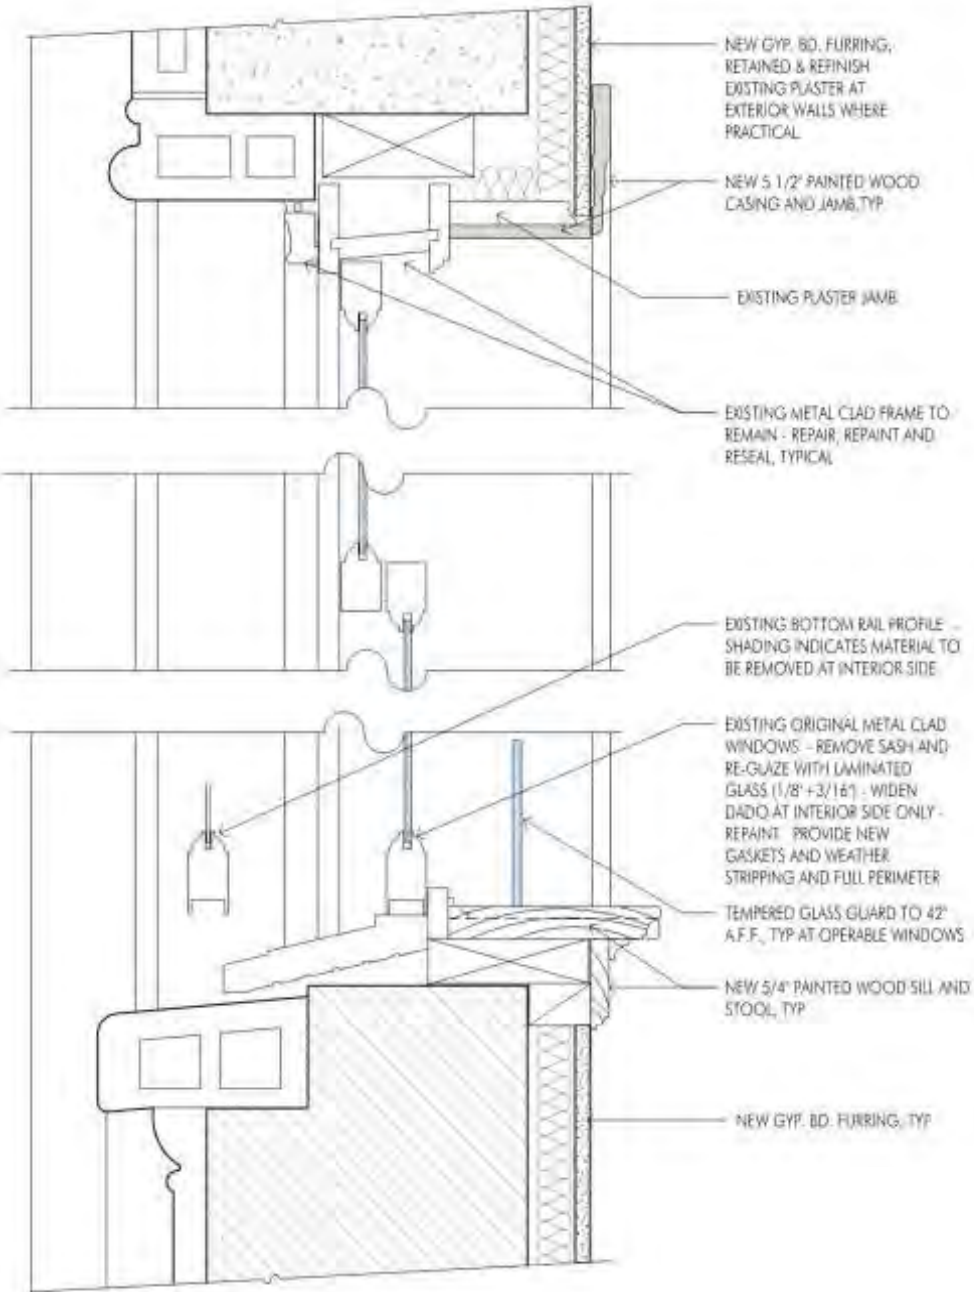 NEW GYP. BD. FURRING,
RETAINED & REFINISH
EXISTING PLASTER AT
EXTERIOR WALLS WHERE
PRACTICAL
NEW 5 1/2" PAINTED WOOD
CASING AND JAMB, TYP
EXISTING PLASTER JAMB
EXISTING METAL CLAD FRAME TO
REMAIN - REPAIR, REPAINT AND
RESEAL, TYPICAL
EXISTING BOTTOM RAIL PROFILE -
SHADING INDICATES MATERIAL TO
BE REMOVED AT INTERIOR SIDE
EXISTING ORIGINAL METAL CLAD
WINDOWS - REMOVE SASH AND
RE-GLAZE WITH LAMINATED
GLASS (1/8"+3/16") - WIDEN
DADO AT INTERIOR SIDE ONLY -
REPAINT PROVIDE NEW
GASKETS AND WEATHER
STRIPPING AND FULL PERIMETER
TEMPERED GLASS GUARD TO 42"
A.F.F., TYP AT OPERABLE WINDOWS
NEW 5/4" PAINTED WOOD SILL AND
STOOL, TYP
NEW GYP. BD. FURRING, TYP